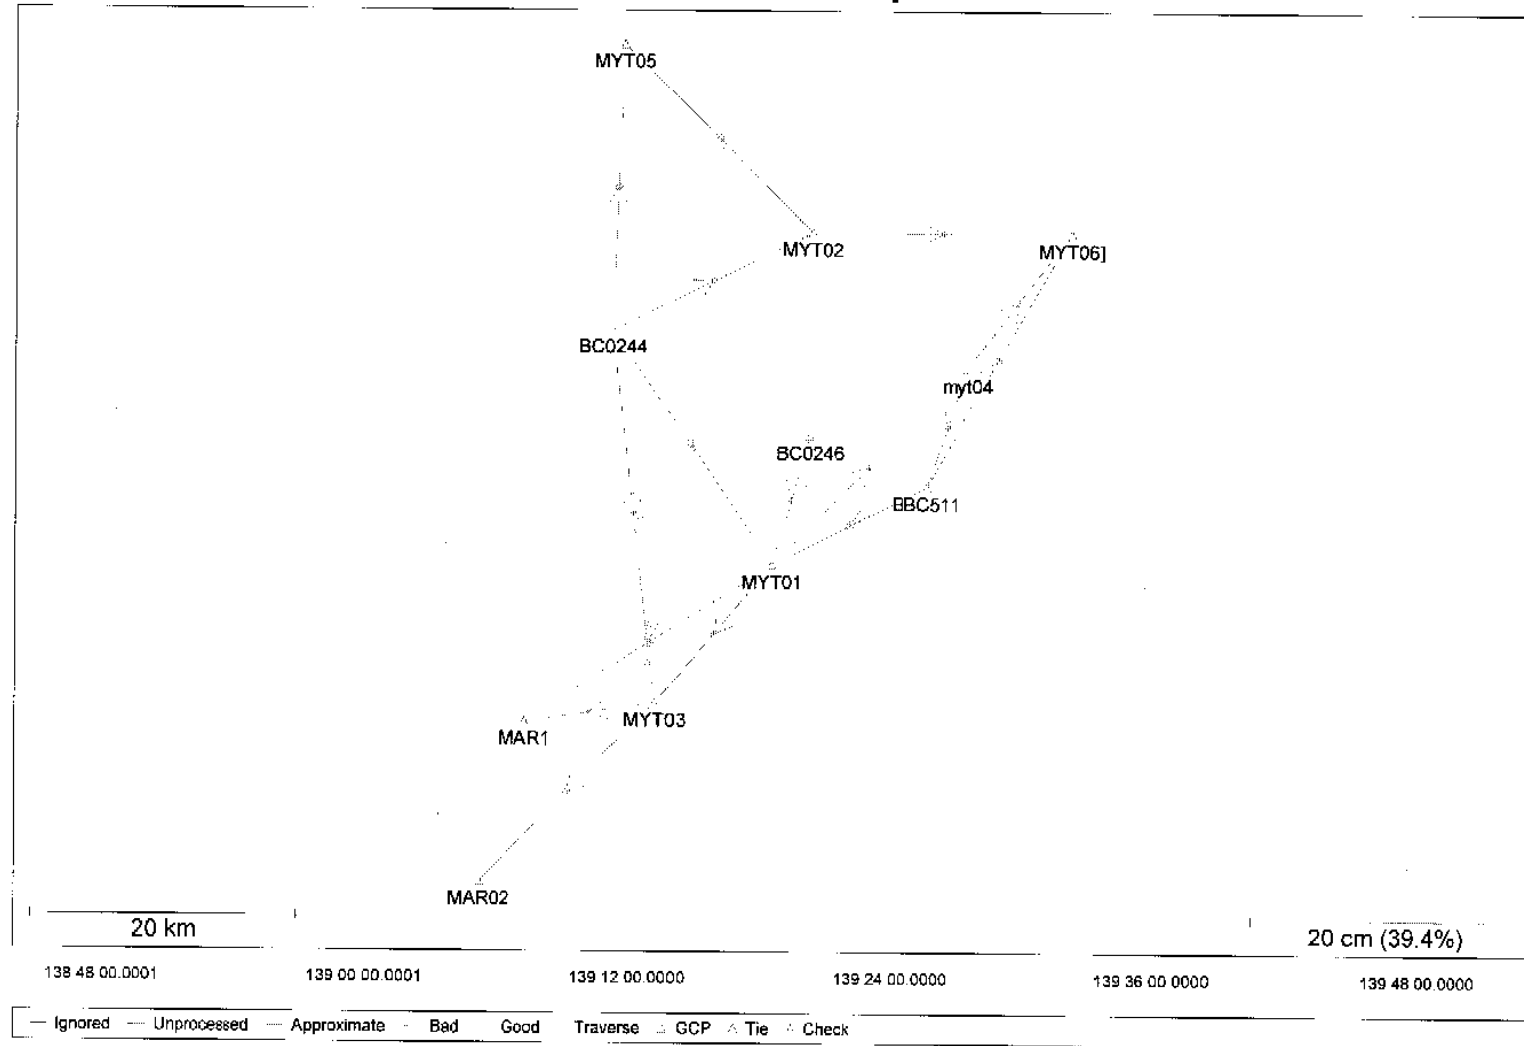 MYT05
MYT02
MYT06]
BC0244
myt04
BC0246
BBC511
MYT01
MYT03
MAR1
MAR02
20 km
20 cm (39.4%)
138 48 00.0001
139 00 00.0001
139 12 00.0000
139 24 00.0000
139 36 00 0000
139 48 00.0000
Ignored Unprocessed Approximate Bad Good Traverse GCP Tie Check